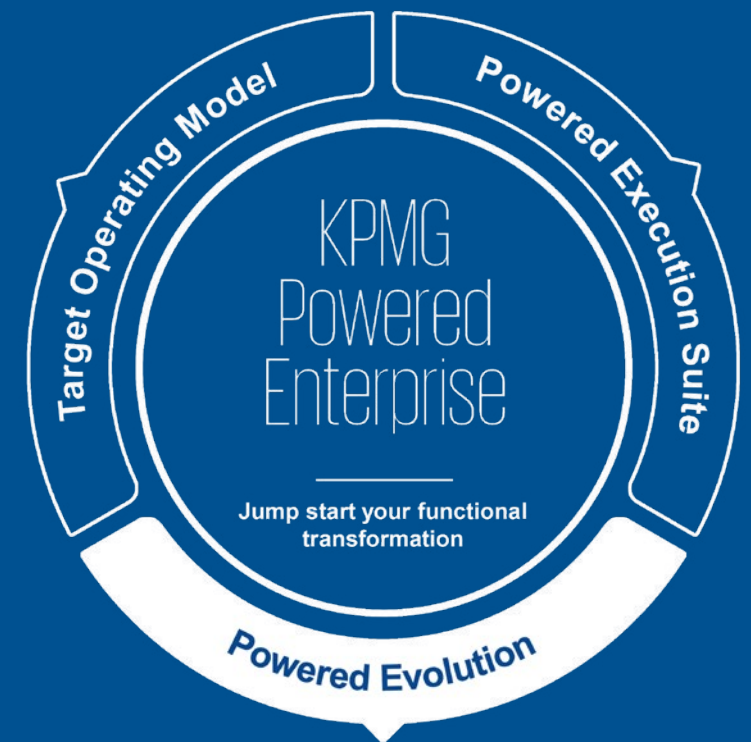 Target Operating Model
Powered Execution Suite
KPMG
Powered
Enterprise
Jump start your functional
transformation
Powered Evolution